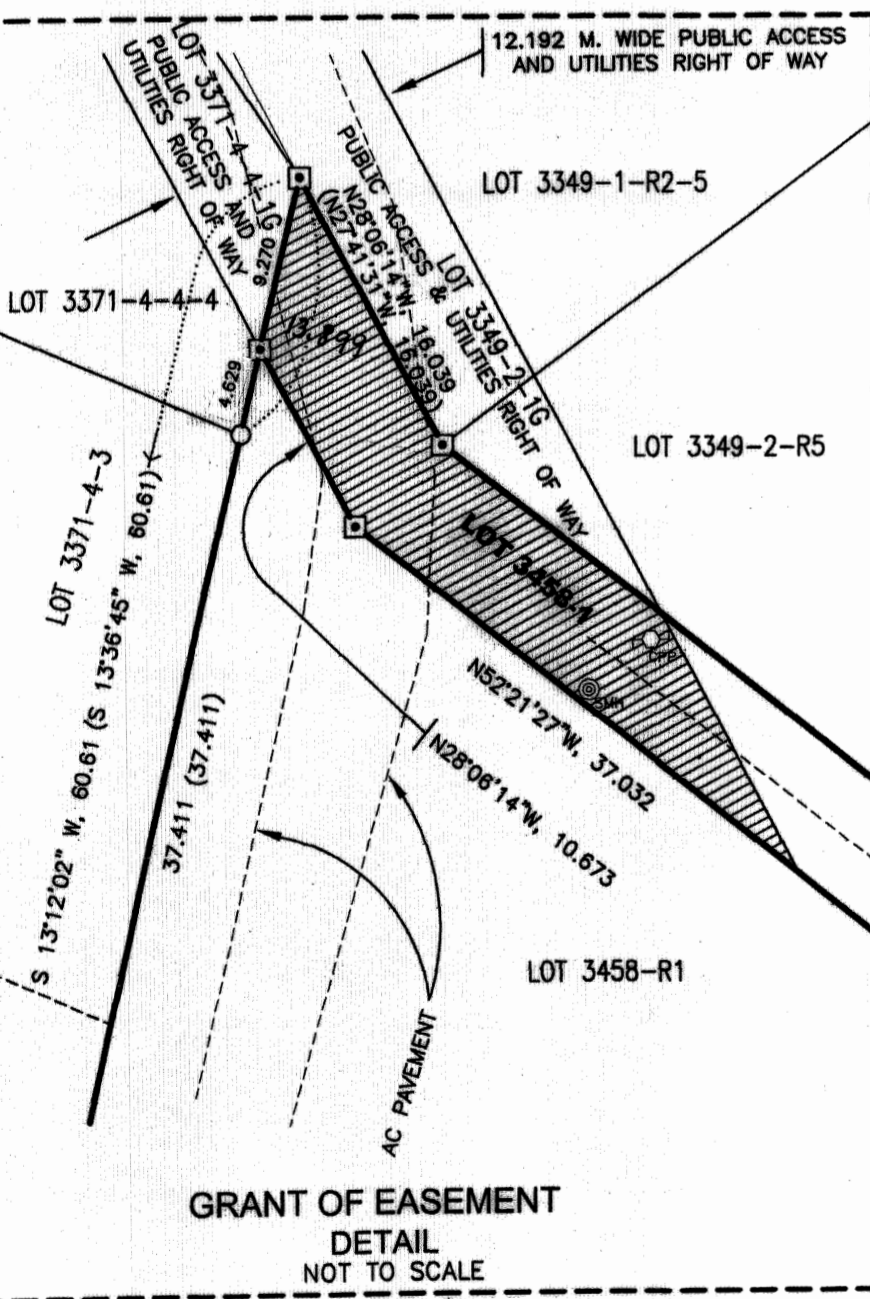 12.192 M. WIDE PUBLIC ACCESS
AND UTILITIES RIGHT OF WAY
LOT 3371-4-4-1G
PUBLIC ACCESS AND
UTILITIES RIGHT OF WAY
LOT 3349-1-R2-5
PUBLIC ACCESS & UTILITIES RIGHT OF WAY
LOT 3349-2-1G
N28°06'14"W, 16.039
(N27°41'31"W, 16.039)
9.270
LOT 3371-4-4-4
13.899
4.629
LOT 3349-2-R5
LOT 3371-4-3
LOT 3458-1
S 13°12'02" W, 60.61 (S 13°36'45" W, 60.61)
37.411 (37.411)
CPP
SMH
N52°21'27"W, 37.032
N28°06'14"W, 10.673
LOT 3458-R1
AC PAVEMENT
GRANT OF EASEMENT
DETAIL
NOT TO SCALE